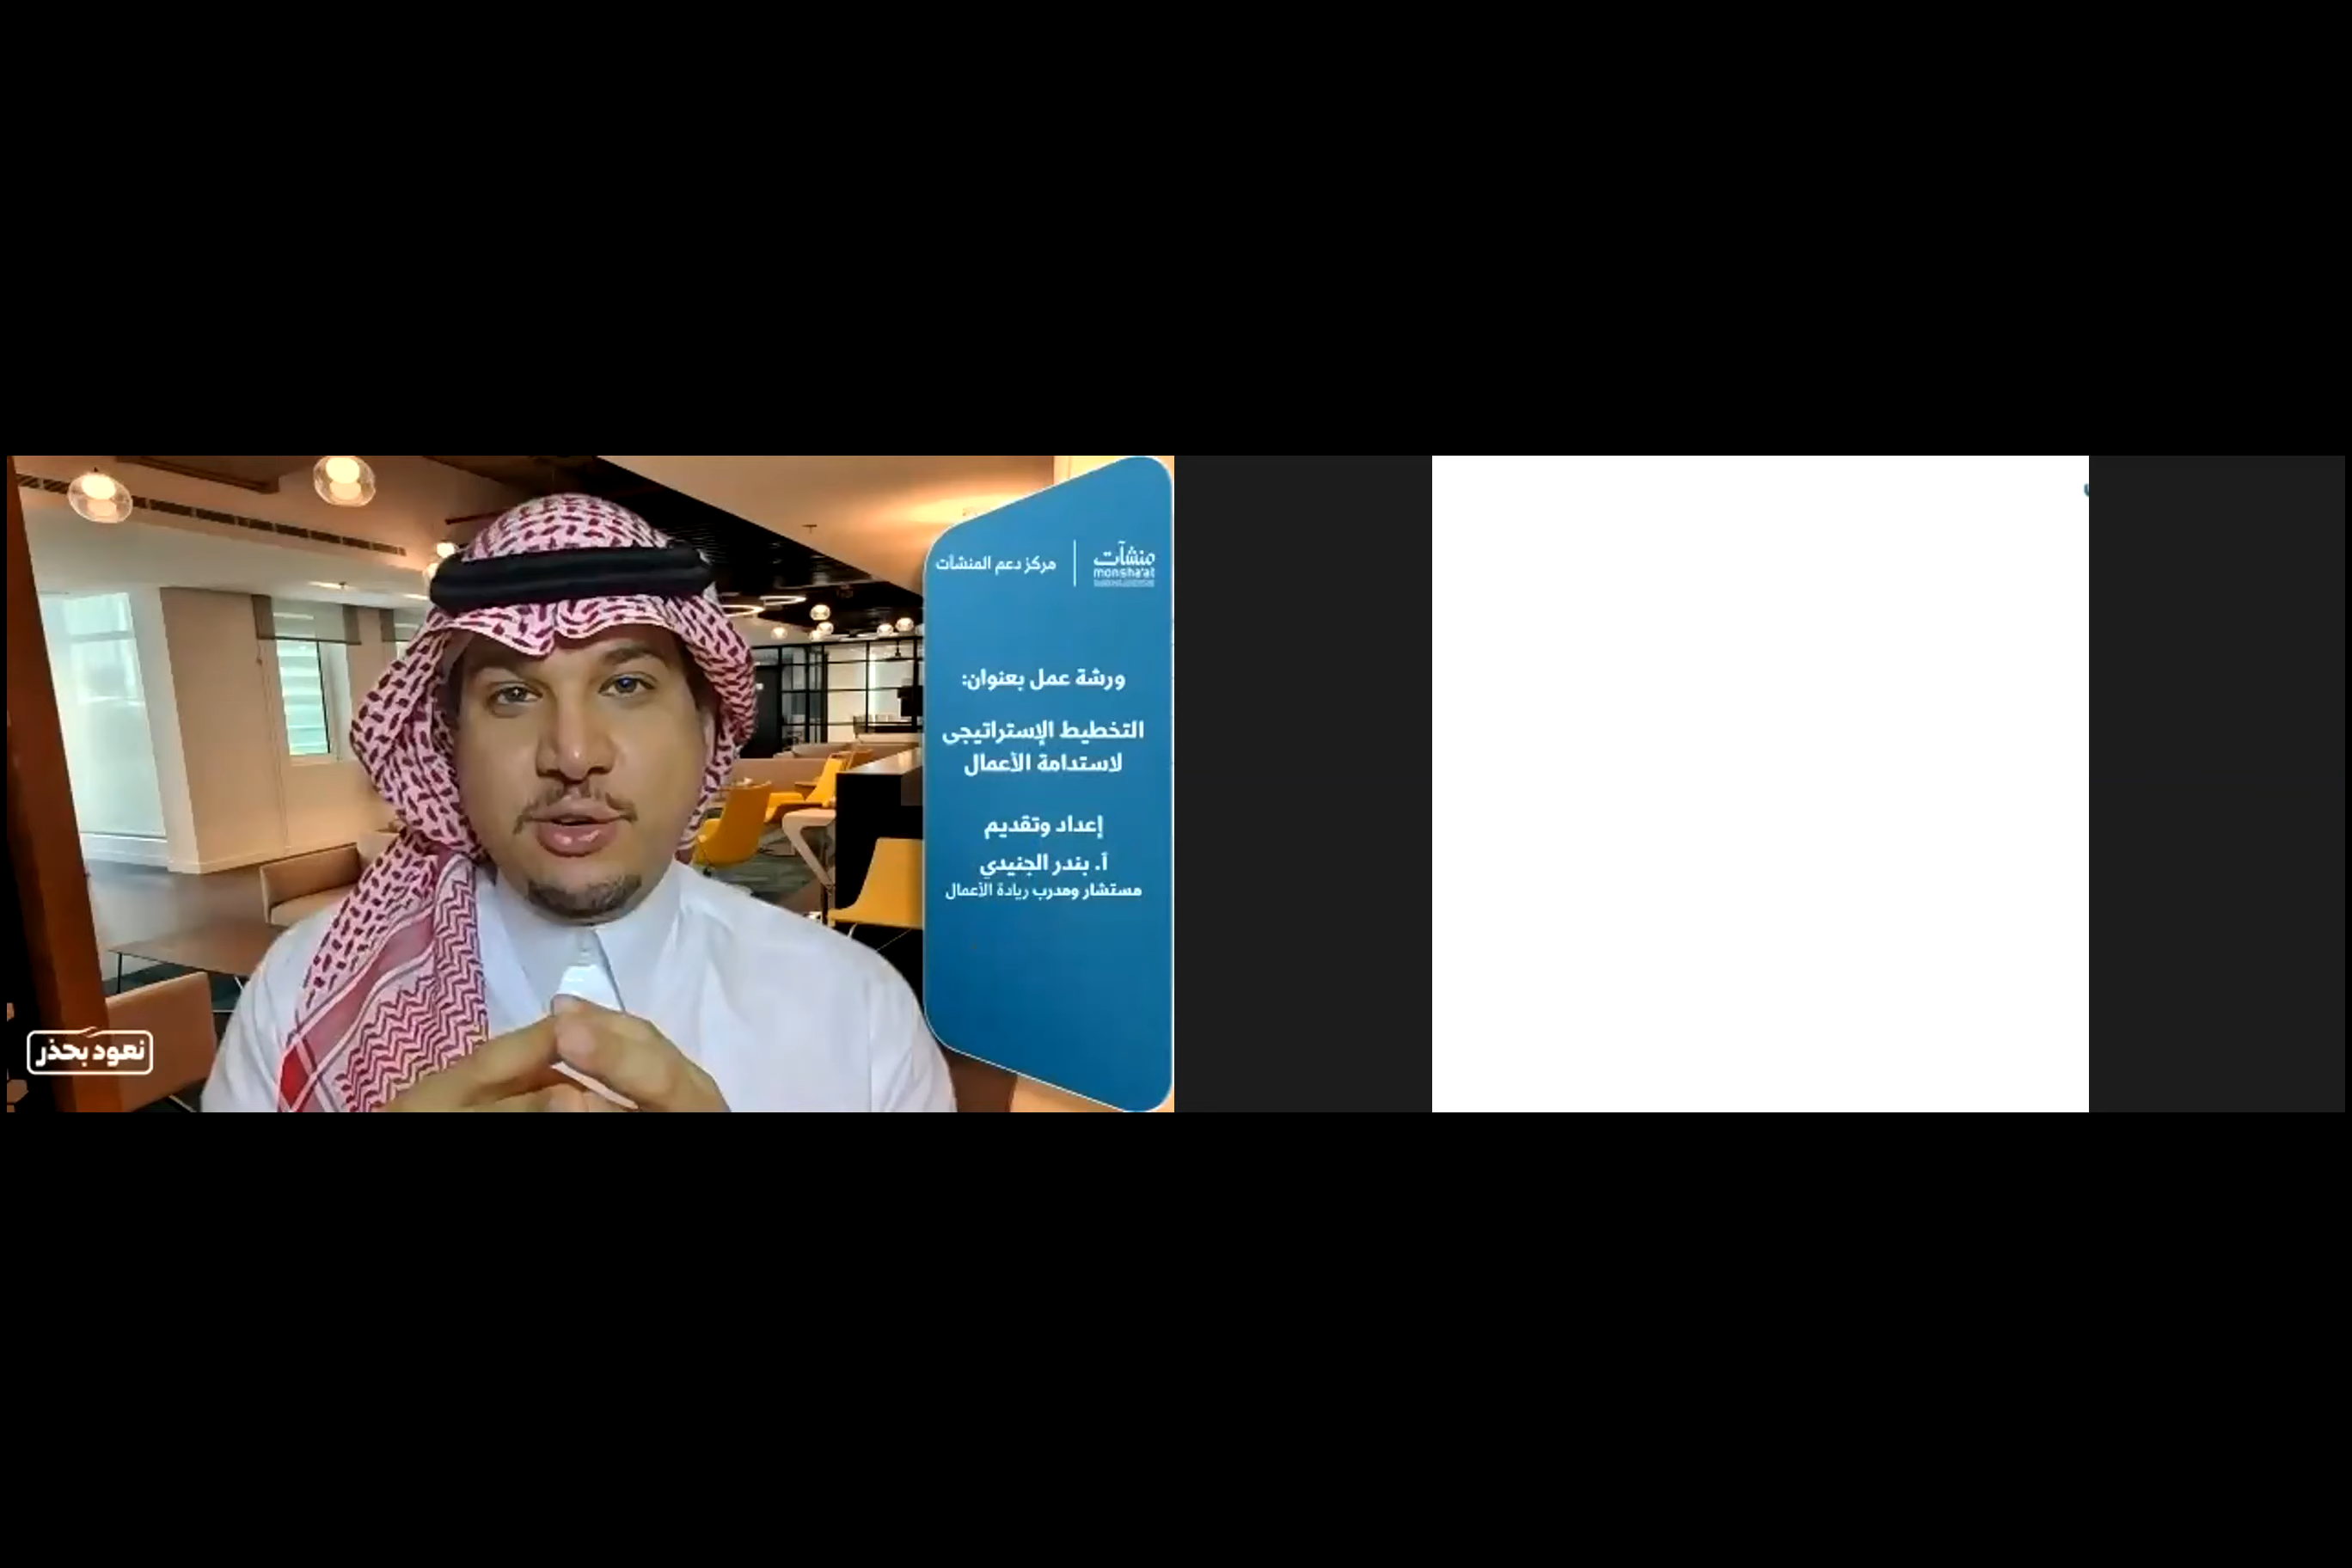 منشآت
monsha'at
مركز دعم المنشآت
ورشة عمل بعنوان:
التخطيط الإستراتيجي
لاستدامة الأعمال
إعداد وتقديم
أ. بندر الجنيدي
مستشار ومدرب ريادة الأعمال
نعود بحذر